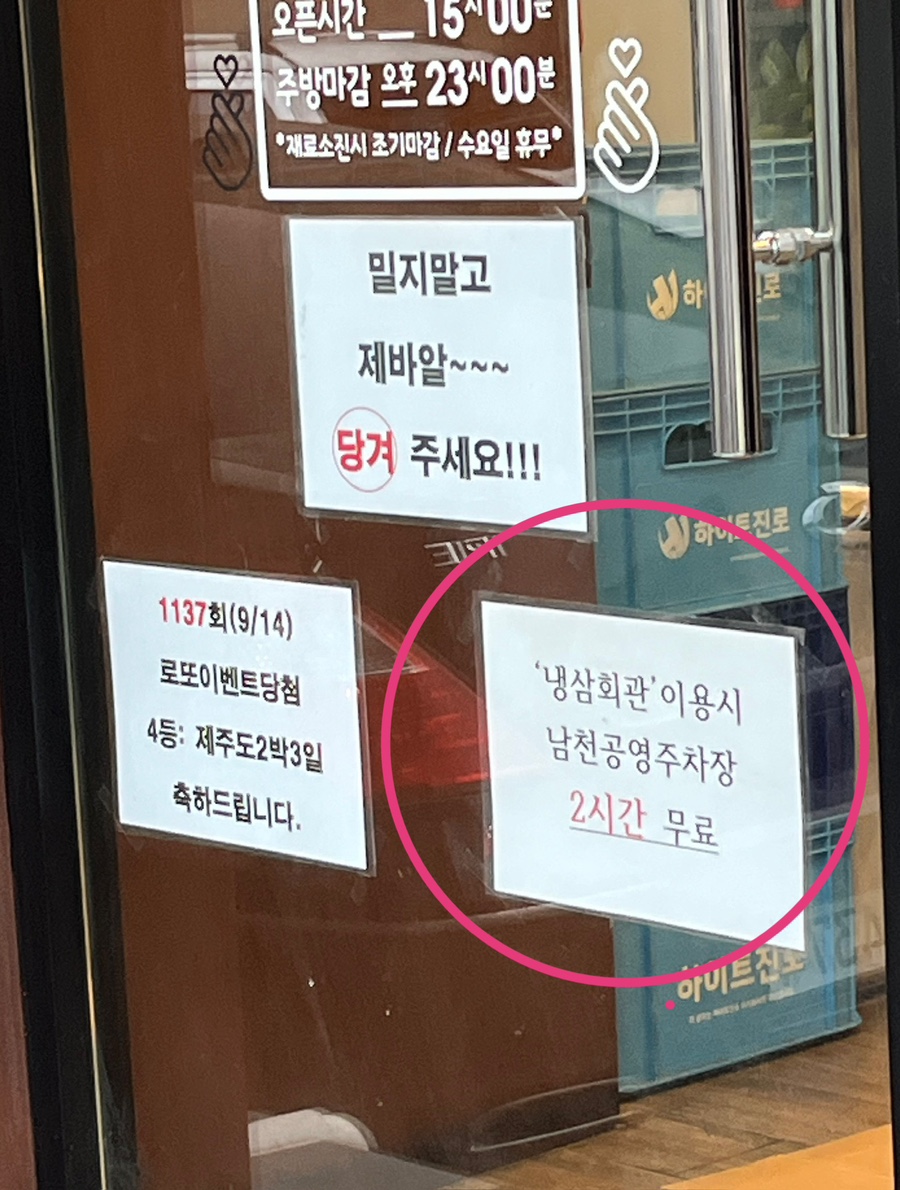 오픈시간 15시00분
주방마감 오후 23시00분
*재료소진시 조기마감 / 수요일 휴무*
밀지말고
제바알~~~
당겨 주세요!!!
하이트진로
1137회(9/14)
로또이벤트당첨
4등: 제주도2박3일
축하드립니다.
'냉삼회관'이용시
남천공영주차장
2시간 무료
하이트진로